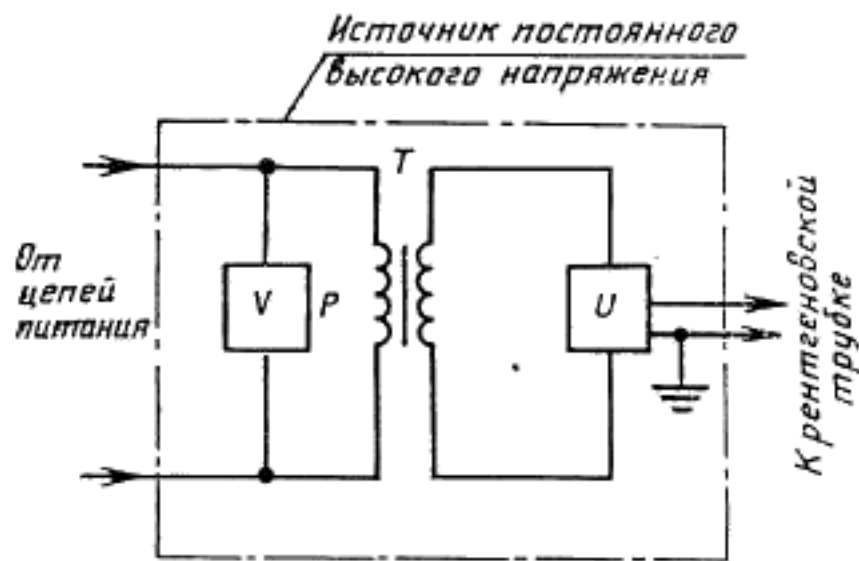 Источник постоянного
высокого напряжения
T
От
цепей
питания
V
P
U
К рентгеновской
трубке